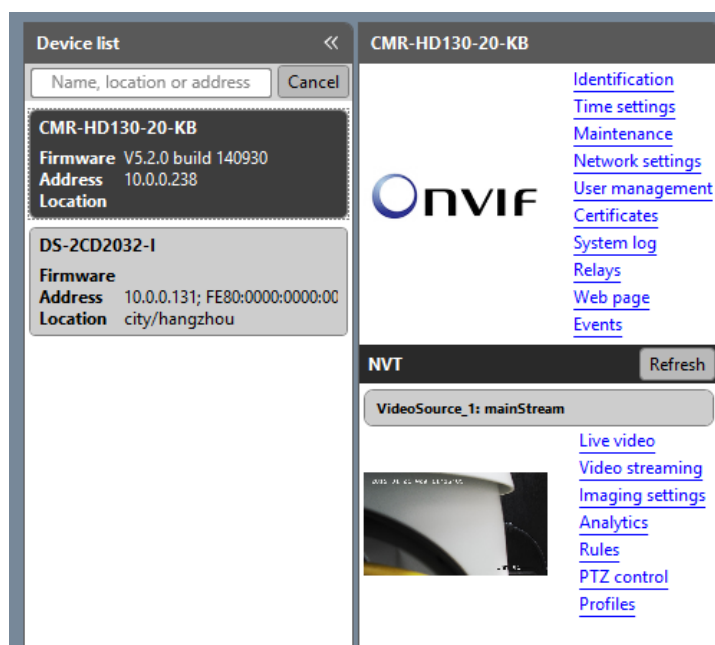 Device list «
Name, location or address Cancel
CMR-HD130-20-KB
Firmware V5.2.0 build 140930
Address 10.0.0.238
Location
DS-2CD2032-I
Firmware
Address 10.0.0.131; FE80:0000:0000:00
Location city/hangzhou
CMR-HD130-20-KB
ONVIF
Identification
Time settings
Maintenance
Network settings
User management
Certificates
System log
Relays
Web page
Events
NVT Refresh
VideoSource_1: mainStream
Live video
Video streaming
Imaging settings
Analytics
Rules
PTZ control
Profiles